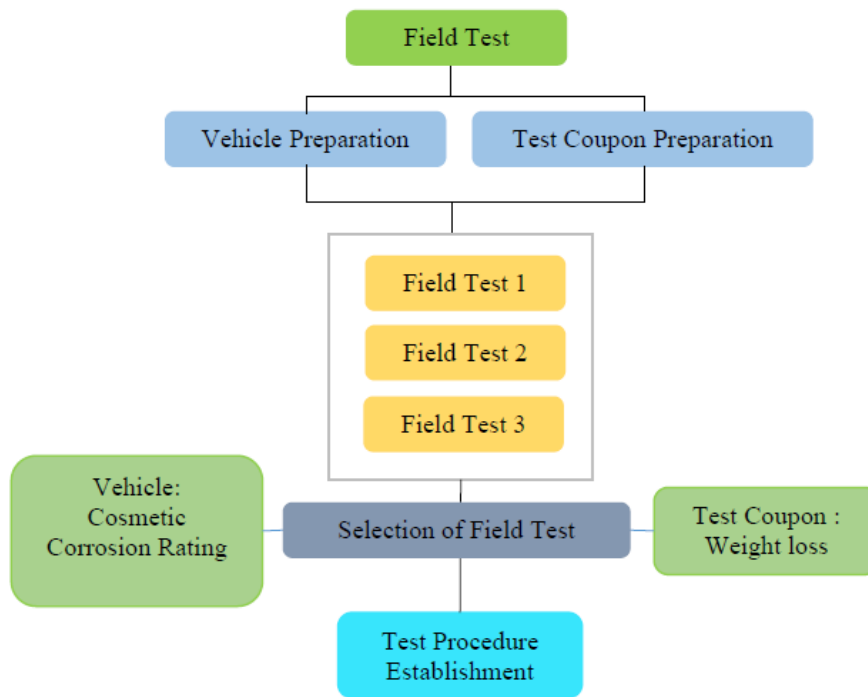 Field Test
Vehicle Preparation
Test Coupon Preparation
Field Test 1
Field Test 2
Field Test 3
Vehicle:
Cosmetic
Corrosion Rating
Selection of Field Test
Test Coupon :
Weight loss
Test Procedure
Establishment